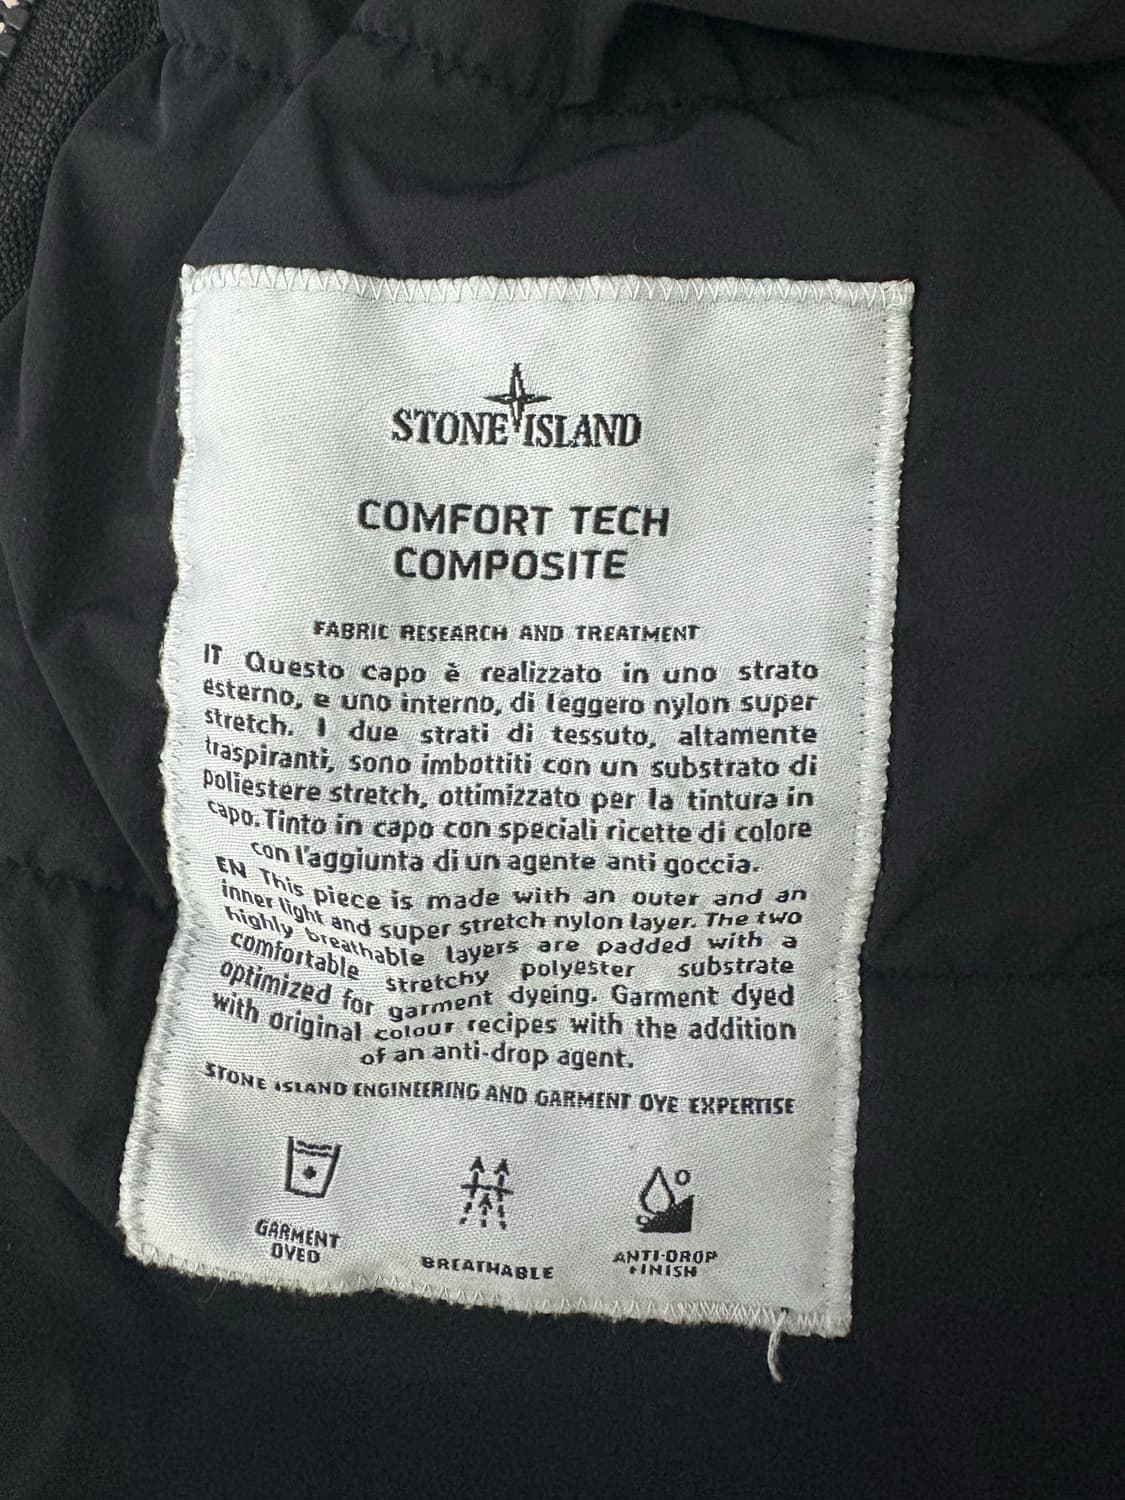 STONE ISLAND
COMFORT TECH
COMPOSITE
FABRIC RESEARCH AND TREATMENT
IT Questo capo è realizzato in uno strato
esterno, e uno interno, di leggero nylon super
stretch. I due strati di tessuto, altamente
traspiranti, sono imbottiti con un substrato di
poliestere stretch, ottimizzato per la tintura in
capo. Tinto in capo con speciali ricette di colore
con l'aggiunta di un agente anti goccia.
EN This piece is made with an outer and an
inner light and super stretch nylon layer. The two
highly breathable layers are padded with a
comfortable stretchy polyester substrate
optimized for garment dyeing. Garment dyed
with original colour recipes with the addition
of an anti-drop agent.
STONE ISLAND ENGINEERING AND GARMENT DYE EXPERTISE
GARMENT
DYED
BREATHABLE
ANTI-DROP
FINISH